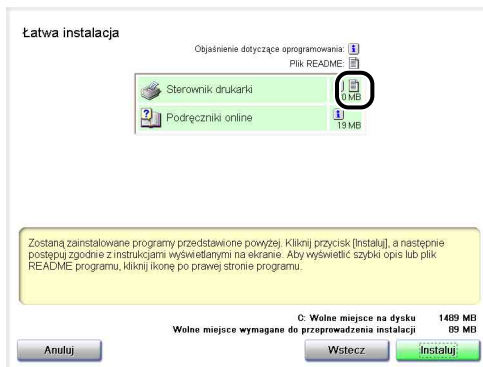 Łatwa instalacja
Objaśnienie dotyczące oprogramowania:
Plik README:
Sterownik drukarki
0 MB
Podręczniki online
19 MB
Zostaną zainstalowane programy przedstawione powyżej. Kliknij przycisk [Instaluj], a następnie
postępuj zgodnie z instrukcjami wyświetlanymi na ekranie. Aby wyświetlić szybki opis lub plik
README programu, kliknij ikonę po prawej stronie programu.
C: Wolne miejsce na dysku 1489 MB
Wolne miejsce wymagane do przeprowadzenia instalacji 89 MB
Anuluj
Wstecz
Instaluj